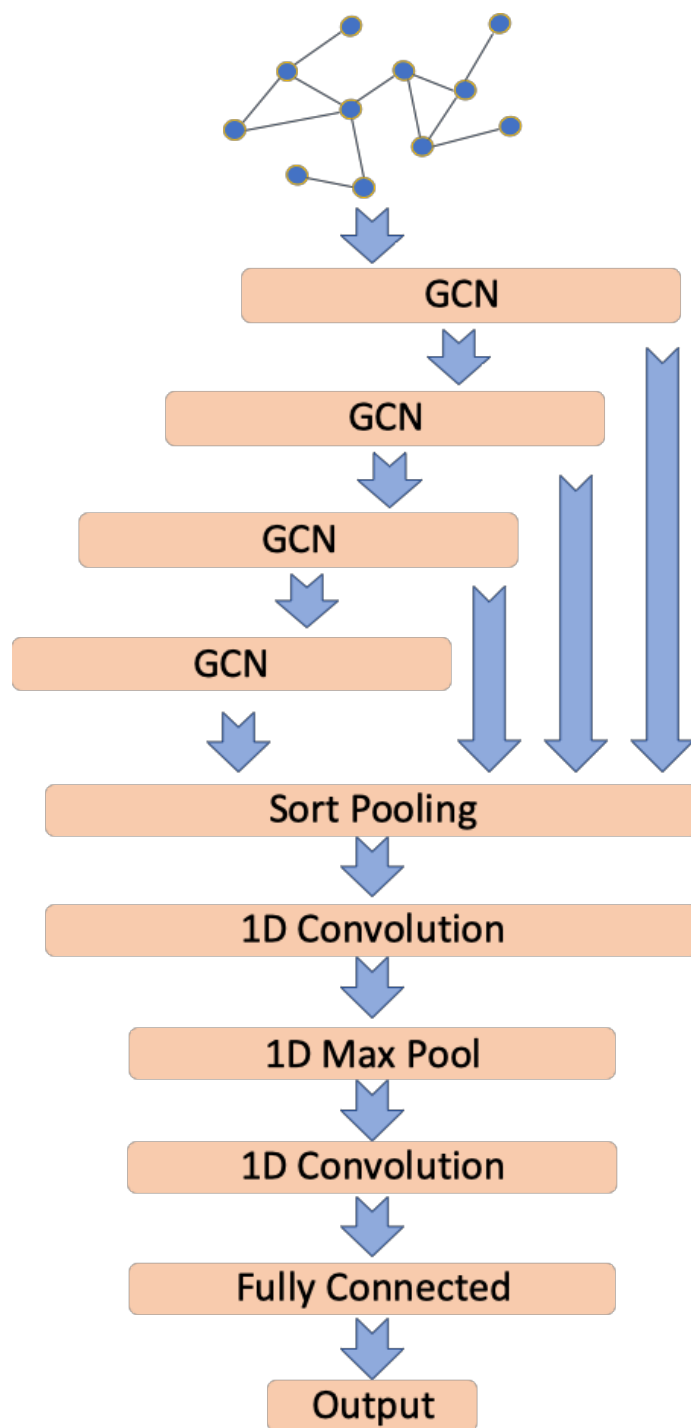 GCN
GCN
GCN
GCN
Sort Pooling
1D Convolution
1D Max Pool
1D Convolution
Fully Connected
Output